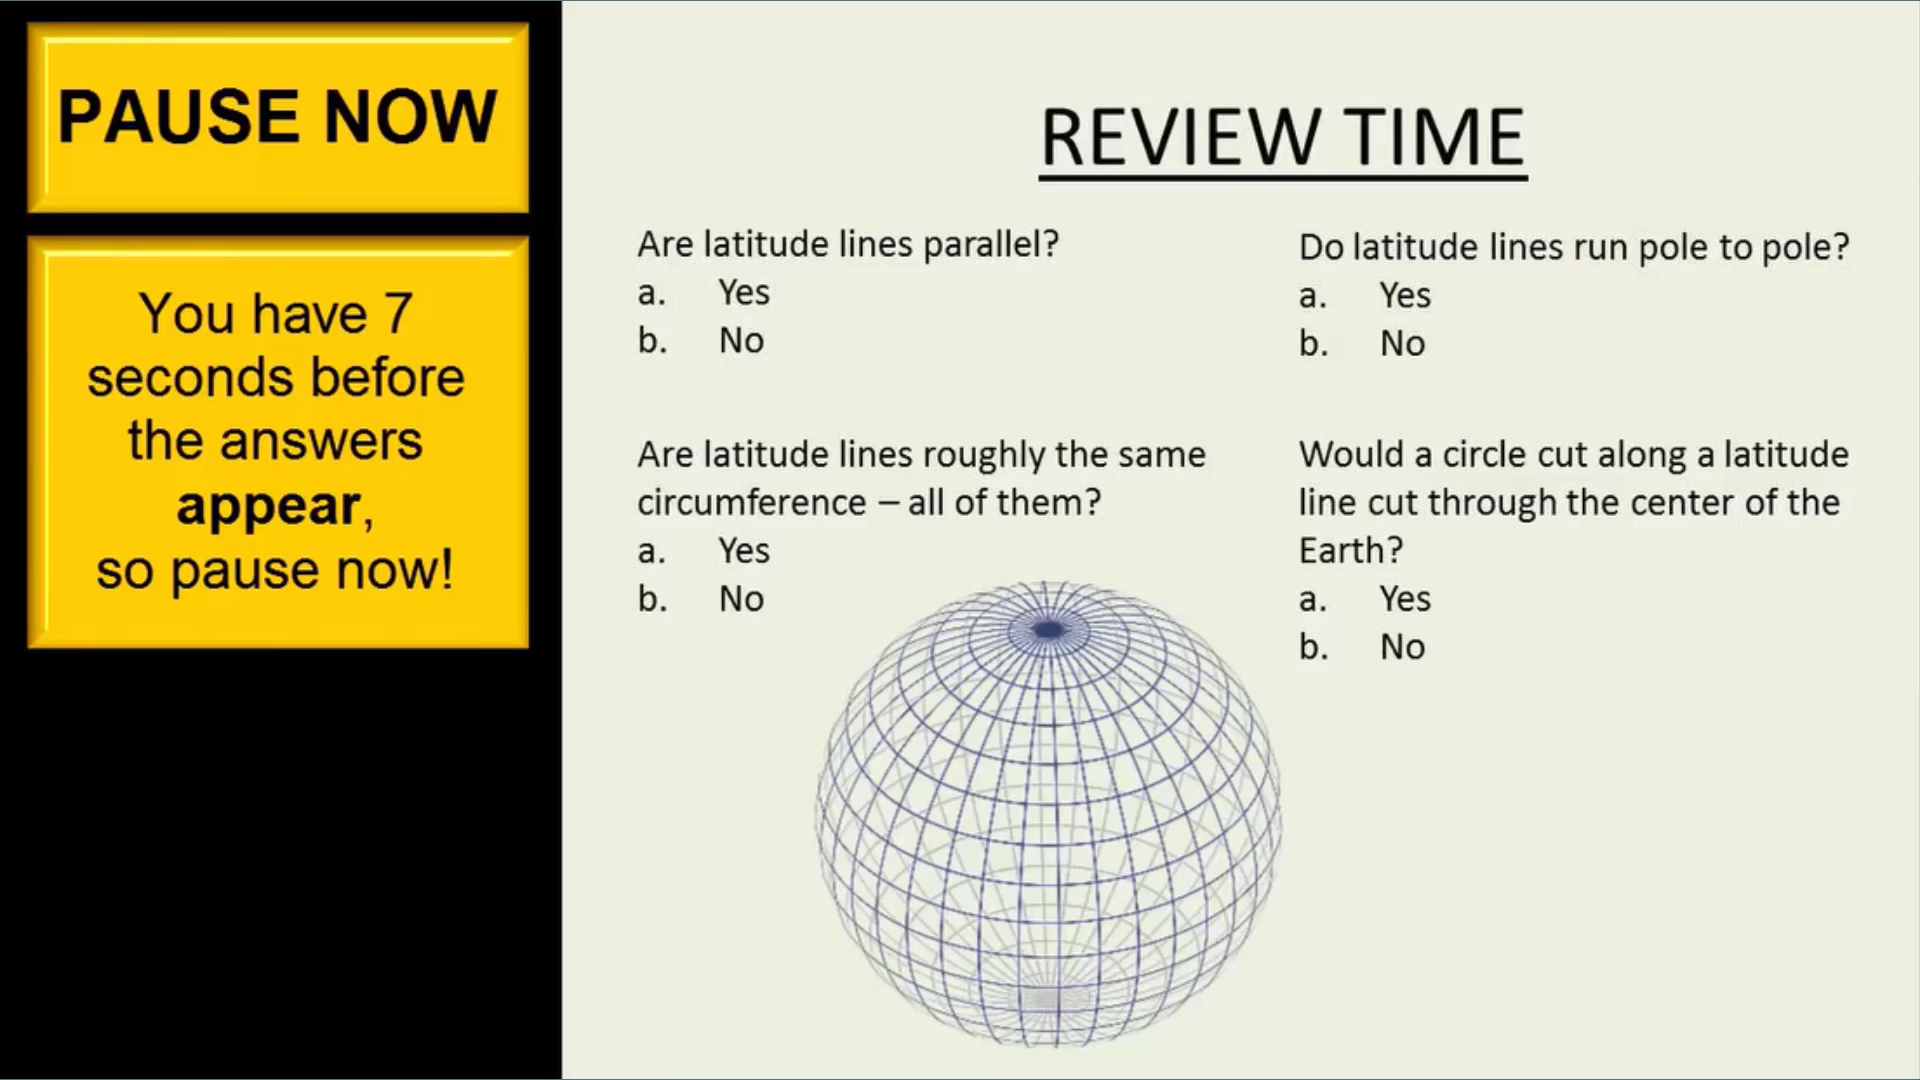 PAUSE NOW
You have 7
seconds before
the answers
appear,
so pause now!
REVIEW TIME
Are latitude lines parallel?
a. Yes
b. No
Do latitude lines run pole to pole?
a. Yes
b. No
Are latitude lines roughly the same
circumference – all of them?
a. Yes
b. No
Would a circle cut along a latitude
line cut through the center of the
Earth?
a. Yes
b. No